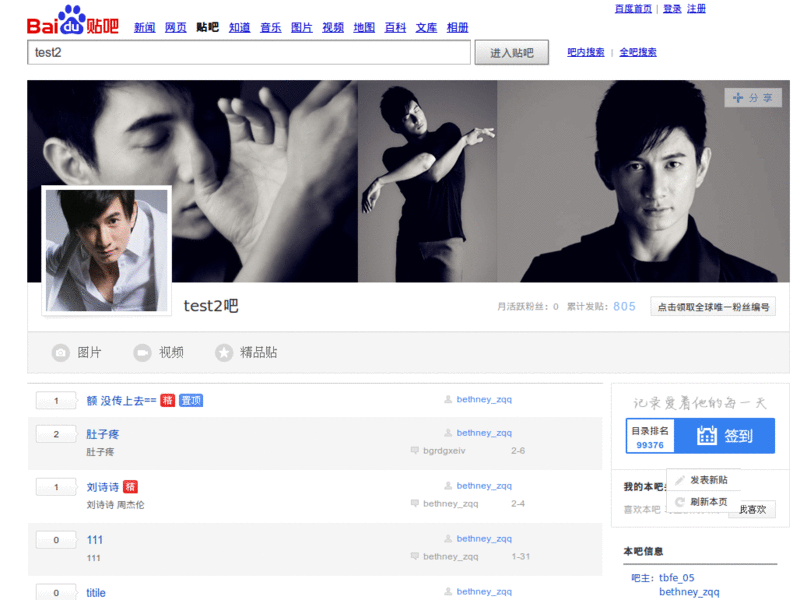 百度首页 | 登录 注册
Bai du 贴吧 新闻 网页 贴吧 知道 音乐 图片 视频 地图 百科 文库 相册
test2 进入贴吧 吧内搜索 | 全吧搜索
分享
test2吧 月活跃粉丝: 0 累计发贴: 805 点击领取全球唯一粉丝编号
图片 视频 精品贴
1 额 没传上去== 精 置顶 bethney_zqq
记录爱着他的每一天
2 肚子疼 bethney_zqq
肚子疼 bgrdgxeiv 2-6
目录排名 99376 签到
1 刘诗诗 精 bethney_zqq
刘诗诗 周杰伦 bethney_zqq 2-4
我的本吧 发表新贴
喜欢本吧 刷新本页 我喜欢
0 111 bethney_zqq
111 bethney_zqq 1-31
本吧信息
吧主: tbfe_05
bethney_zqq
0 titile bethney_zqq